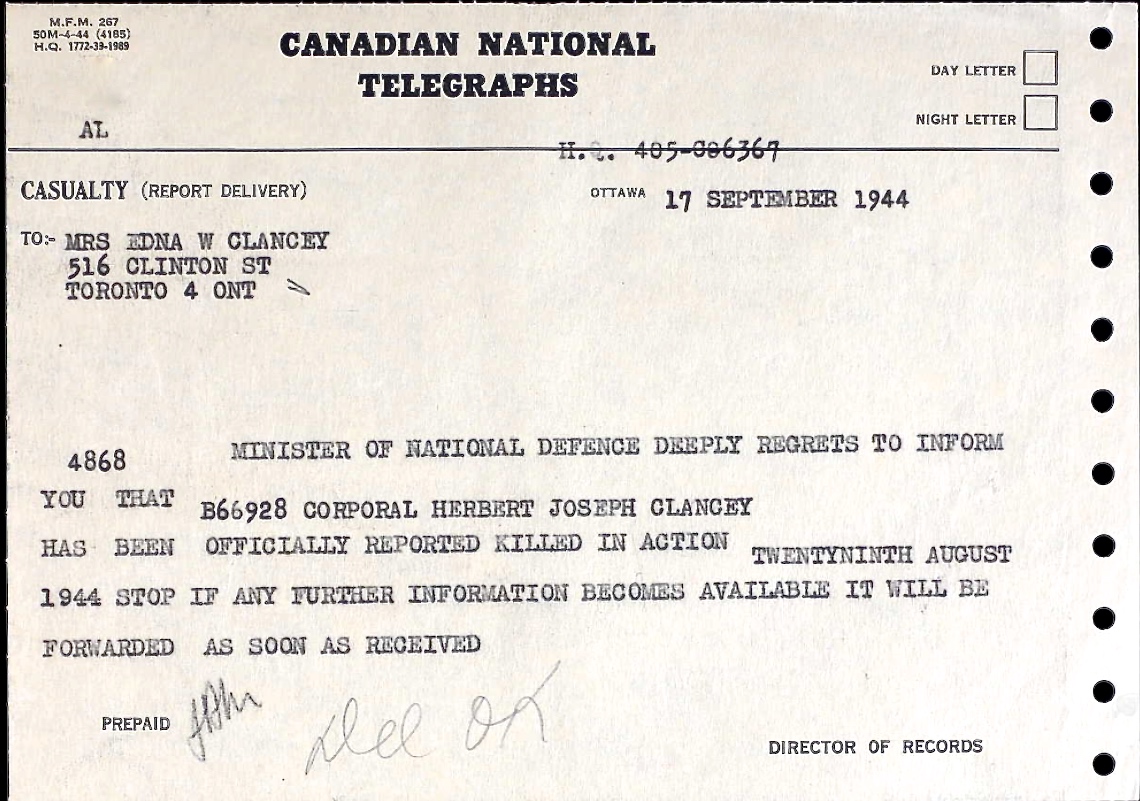 M.F.M. 267
50M-4-44 (4185)
H.Q. 1772-39-1989
CANADIAN NATIONAL
TELEGRAPHS
DAY LETTER
NIGHT LETTER
AL
H.Q. 405-C06367
CASUALTY (REPORT DELIVERY)
OTTAWA 17 SEPTEMBER 1944
TO:- MRS EDNA W CLANCEY
516 CLINTON ST
TORONTO 4 ONT
4868 MINISTER OF NATIONAL DEFENCE DEEPLY REGRETS TO INFORM
YOU THAT B66928 CORPORAL HERBERT JOSEPH CLANCEY
HAS BEEN OFFICIALLY REPORTED KILLED IN ACTION TWENTYNINTH AUGUST
1944 STOP IF ANY FURTHER INFORMATION BECOMES AVAILABLE IT WILL BE
FORWARDED AS SOON AS RECEIVED
PREPAID
Del OK
DIRECTOR OF RECORDS